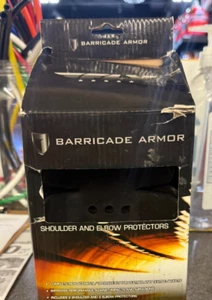 BARRICADE ARMOR
BARRICADE ARMOR
SHOULDER AND ELBOW PROTECTORS
INCLUDES 2 SHOULDER AND 2 ELBOW PROTECTORS